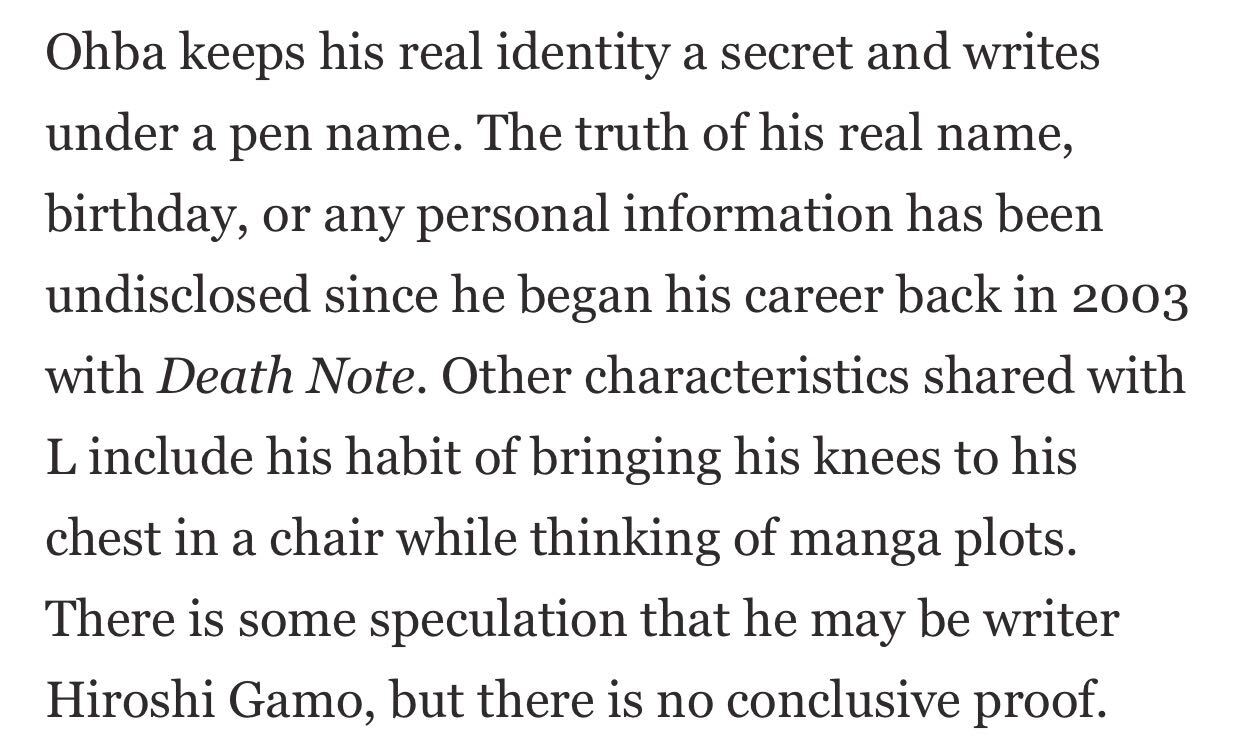 Ohba keeps his real identity a secret and writes
under a pen name. The truth of his real name,
birthday, or any personal information has been
undisclosed since he began his career back in 2003
with Death Note. Other characteristics shared with
L include his habit of bringing his knees to his
chest in a chair while thinking of manga plots.
There is some speculation that he may be writer
Hiroshi Gamo, but there is no conclusive proof.